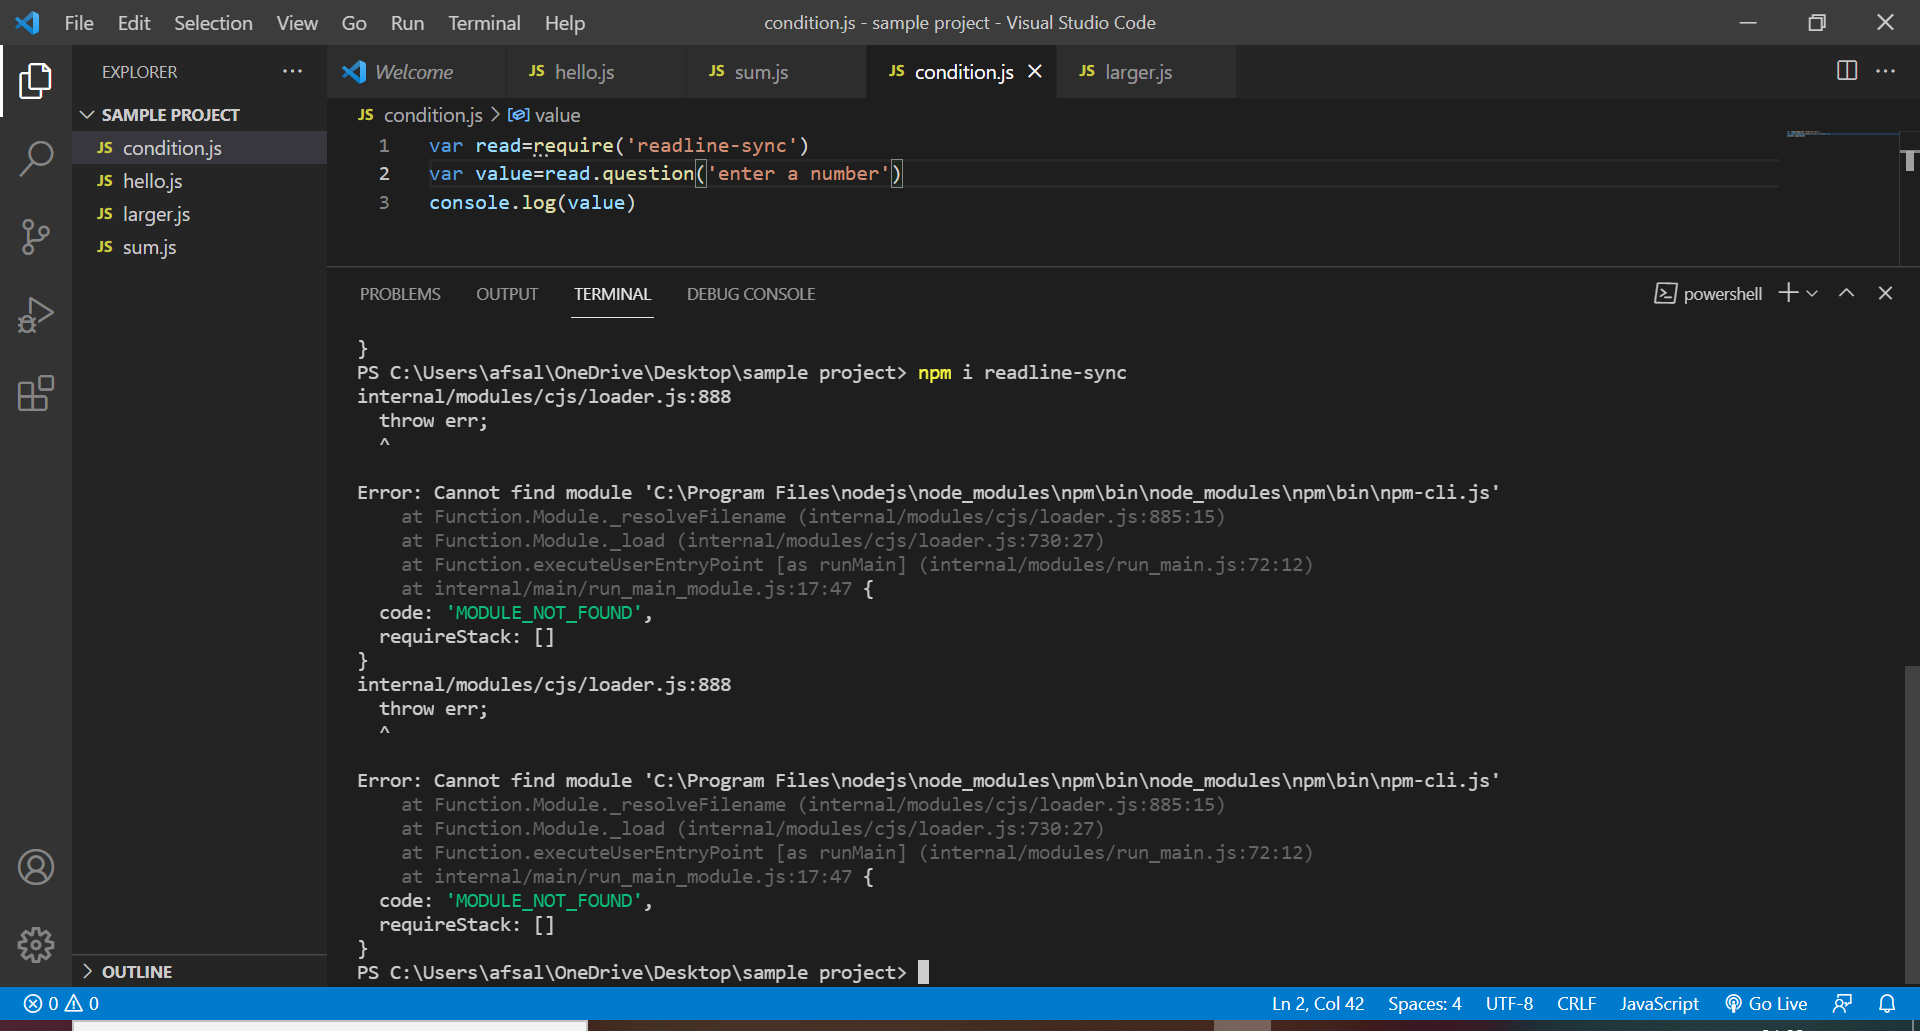 File Edit Selection View Go Run Terminal Help condition.js - sample project - Visual Studio Code
EXPLORER
Welcome JS hello.js JS sum.js JS condition.js JS larger.js
SAMPLE PROJECT
JS condition.js
JS hello.js
JS larger.js
JS sum.js
JS condition.js > value
1 var read=require('readline-sync')
2 var value=read.question('enter a number')
3 console.log(value)
PROBLEMS OUTPUT TERMINAL DEBUG CONSOLE powershell
}
PS C:\Users\afsal\OneDrive\Desktop\sample project> npm i readline-sync
internal/modules/cjs/loader.js:888
throw err;
^
Error: Cannot find module 'C:\Program Files\nodejs\node_modules\npm\bin\node_modules\npm\bin\npm-cli.js'
at Function.Module._resolveFilename (internal/modules/cjs/loader.js:885:15)
at Function.Module._load (internal/modules/cjs/loader.js:730:27)
at Function.executeUserEntryPoint [as runMain] (internal/modules/run_main.js:72:12)
at internal/main/run_main_module.js:17:47 {
code: 'MODULE_NOT_FOUND',
requireStack: []
}
internal/modules/cjs/loader.js:888
throw err;
^
Error: Cannot find module 'C:\Program Files\nodejs\node_modules\npm\bin\node_modules\npm\bin\npm-cli.js'
at Function.Module._resolveFilename (internal/modules/cjs/loader.js:885:15)
at Function.Module._load (internal/modules/cjs/loader.js:730:27)
at Function.executeUserEntryPoint [as runMain] (internal/modules/run_main.js:72:12)
at internal/main/run_main_module.js:17:47 {
code: 'MODULE_NOT_FOUND',
requireStack: []
}
PS C:\Users\afsal\OneDrive\Desktop\sample project>
OUTLINE
0 0 Ln 2, Col 42 Spaces: 4 UTF-8 CRLF JavaScript Go Live